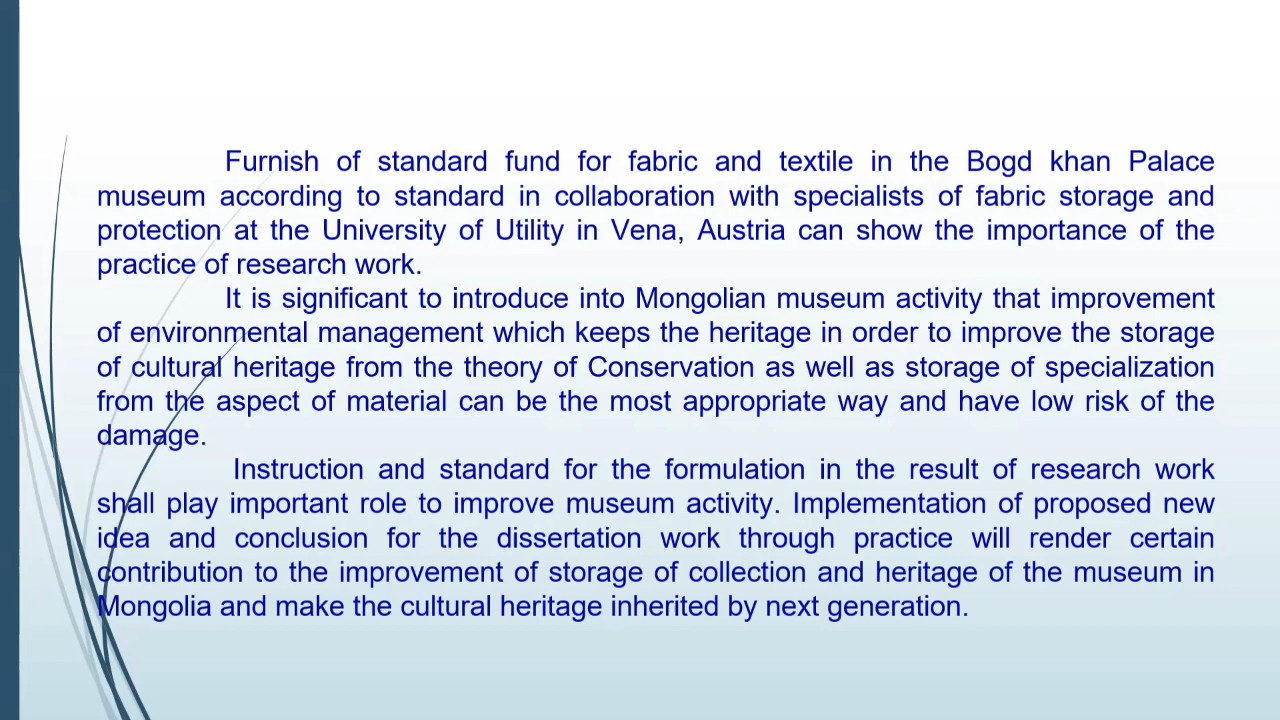 Furnish of standard fund for fabric and textile in the Bogd khan Palace
museum according to standard in collaboration with specialists of fabric storage and
protection at the University of Utility in Vena, Austria can show the importance of the
practice of research work.
It is significant to introduce into Mongolian museum activity that improvement
of environmental management which keeps the heritage in order to improve the storage
of cultural heritage from the theory of Conservation as well as storage of specialization
from the aspect of material can be the most appropriate way and have low risk of the
damage.
Instruction and standard for the formulation in the result of research work
shall play important role to improve museum activity. Implementation of proposed new
idea and conclusion for the dissertation work through practice will render certain
contribution to the improvement of storage of collection and heritage of the museum in
Mongolia and make the cultural heritage inherited by next generation.